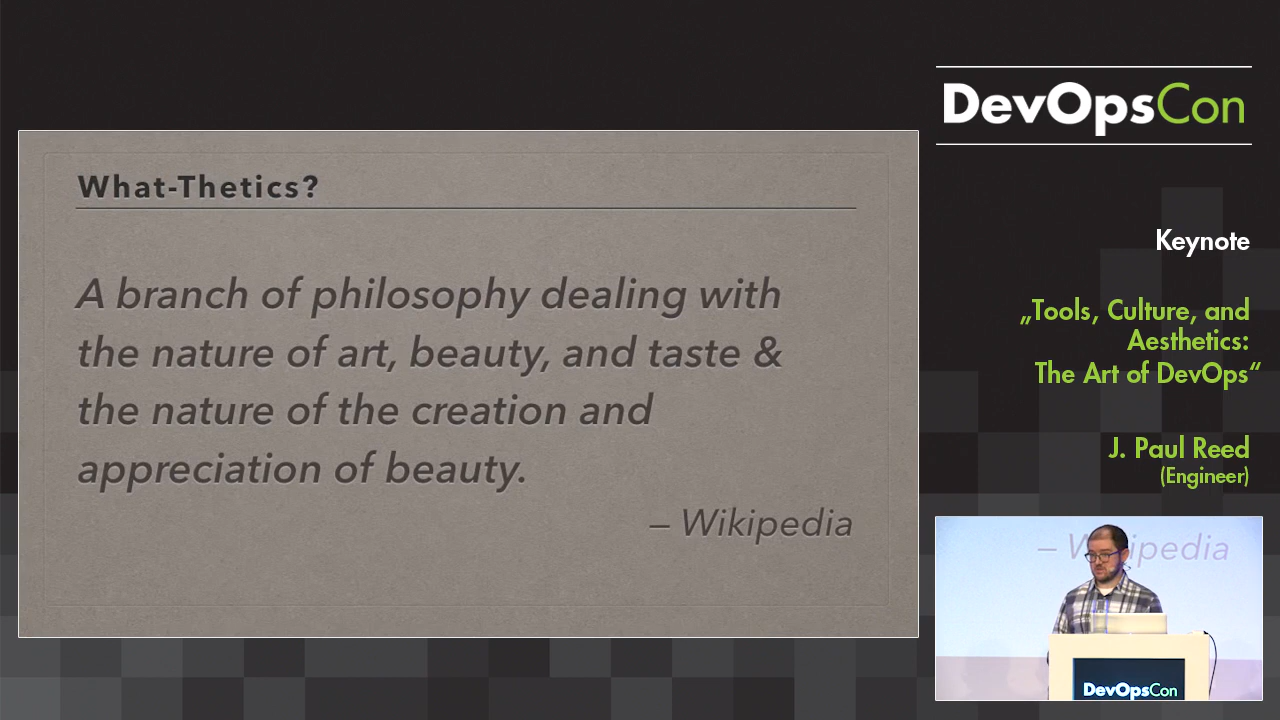 DevOpsCon
What-Thetics?
A branch of philosophy dealing with
the nature of art, beauty, and taste &
the nature of the creation and
appreciation of beauty.
– Wikipedia
Keynote
„Tools, Culture, and
Aesthetics:
The Art of DevOps“
J. Paul Reed
(Engineer)
– Wikipedia
DevOpsCon